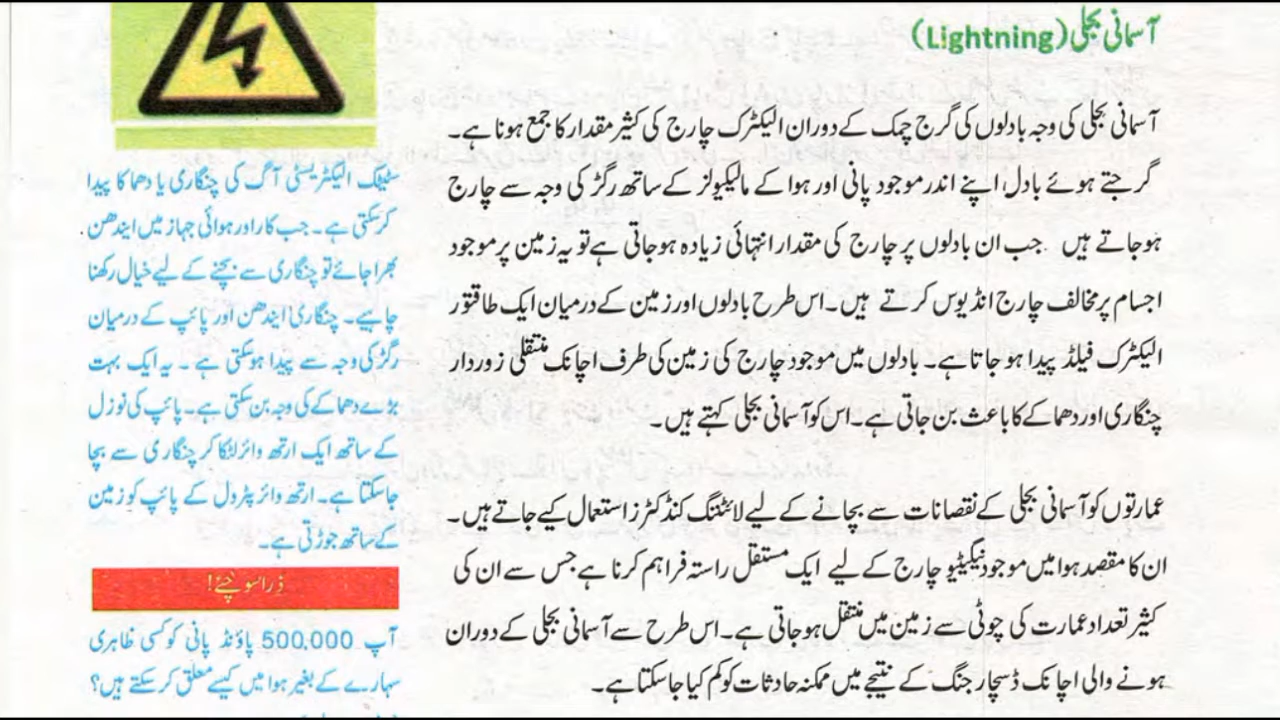 آسمانی بجلی (Lightning)
آسمانی بجلی کی وجہ بادلوں کی گرج چمک کے دوران الیکٹرک چارج کی کثیر مقدار کا جمع ہونا ہے۔
گرجتے ہوئے بادل اپنے اندر موجود پانی اور ہوا کے مالیکیولز کے ساتھ رگڑ کی وجہ سے چارج
ہوجاتے ہیں جب ان بادلوں پر چارج کی مقدار انتہائی زیادہ ہوجاتی ہے تو یہ زمین پر موجود
اجسام پر مخالف چارج انڈیوس کرتے ہیں۔ اس طرح بادلوں اور زمین کے درمیان ایک طاقتور
الیکٹرک فیلڈ پیدا ہو جاتا ہے۔ بادلوں میں موجود چارج کی زمین کی طرف اچانک منتقلی زوردار
چنگاری اور دھماکے کا باعث بن جاتی ہے۔ اس کو آسمانی بجلی کہتے ہیں۔
عمارتوں کو آسمانی بجلی کے نقصانات سے بچانے کے لیے لائٹننگ کنڈکٹرز استعمال کیے جاتے ہیں۔
ان کا مقصد ہوا میں موجود نیگیٹیو چارج کے لیے ایک مستقل راستہ فراہم کرنا ہے جس سے ان کی
کثیر تعداد عمارت کی چوٹی سے زمین میں منتقل ہوجاتی ہے۔ اس طرح سے آسمانی بجلی کے دوران
ہونے والی اچانک ڈسچارجنگ کے نتیجے میں ممکنہ حادثات کو کم کیا جاسکتا ہے۔
سٹیٹک الیکٹریسٹی آگ کی چنگاری یا دھماکا پیدا
کرسکتی ہے۔ جب کار اور ہوائی جہاز میں ایندھن
بھرا جائے تو چنگاری سے بچنے کے لیے خیال رکھنا
چاہیے۔ چنگاری ایندھن اور پائپ کے درمیان
رگڑ کی وجہ سے پیدا ہوسکتی ہے۔ یہ ایک بہت
بڑے دھماکے کی وجہ بن سکتی ہے۔ پائپ کی نوزل
کے ساتھ ایک ارتھ وائر لٹکا کر چنگاری سے بچا
جاسکتا ہے۔ ارتھ وائر پٹرول کے پائپ کو زمین
کے ساتھ جوڑتی ہے۔
ذرا سوچئے!
آپ 500,000 پاؤنڈ پانی کو کسی ظاہری
سہارے کے بغیر ہوا میں کیسے معلق کرسکتے ہیں؟